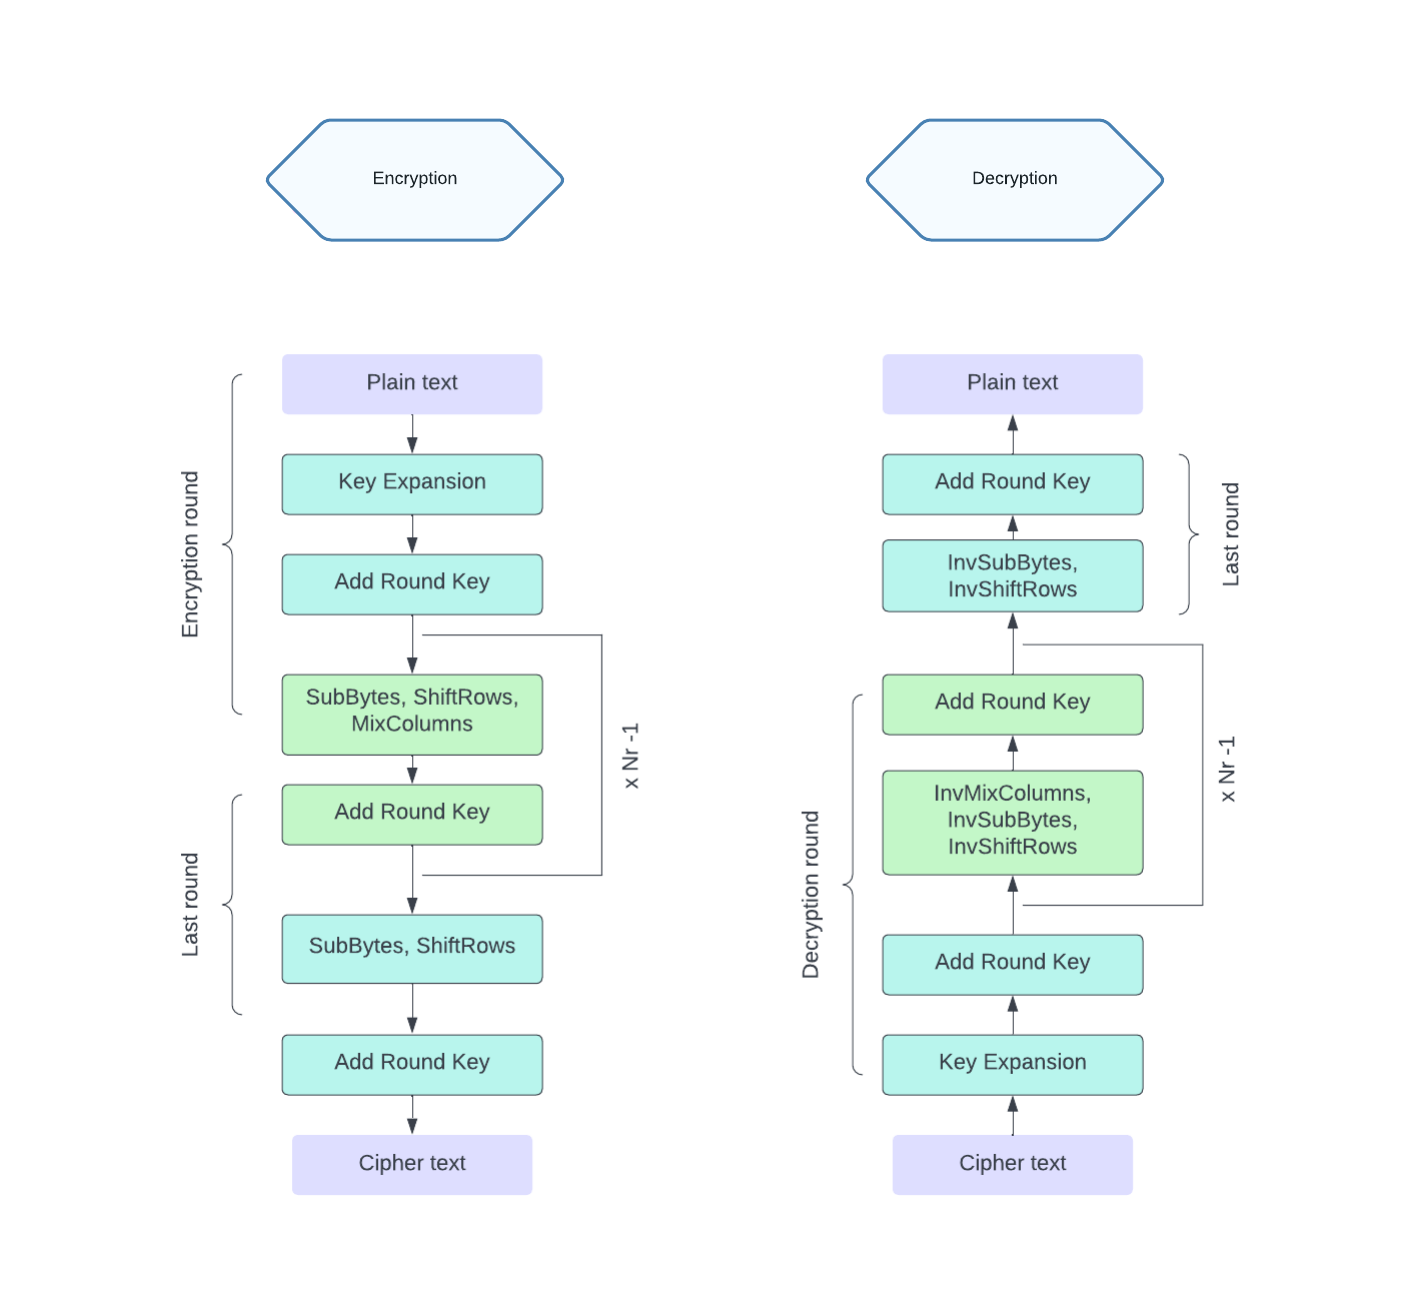 Encryption
Plain text
Key Expansion
Add Round Key
SubBytes, ShiftRows,
MixColumns
Add Round Key
SubBytes, ShiftRows
Add Round Key
Cipher text
Encryption round
Last round
x Nr -1
Decryption
Plain text
Add Round Key
InvSubBytes,
InvShiftRows
Add Round Key
InvMixColumns,
InvSubBytes,
InvShiftRows
Add Round Key
Key Expansion
Cipher text
Last round
Decryption round
x Nr -1